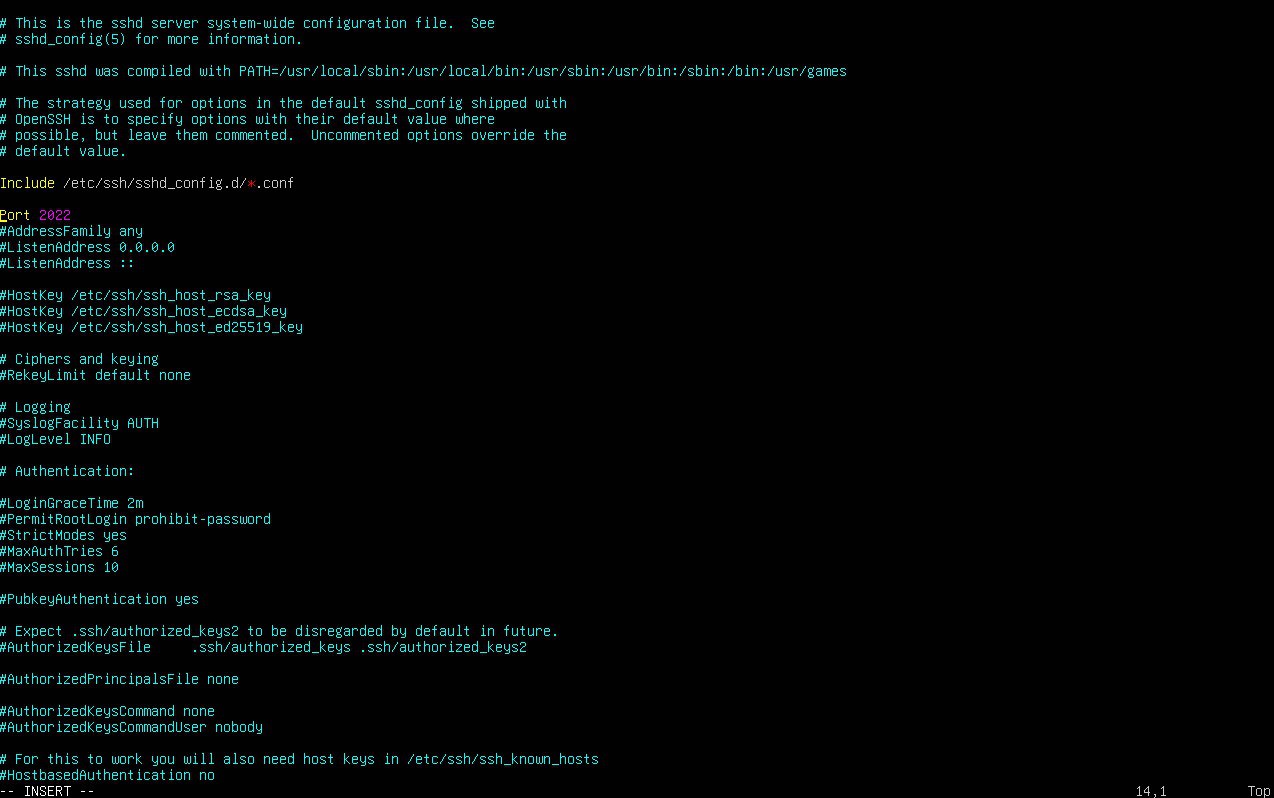 # This is the sshd server system-wide configuration file.  See
# sshd_config(5) for more information.
# This sshd was compiled with PATH=/usr/local/sbin:/usr/local/bin:/usr/sbin:/usr/bin:/sbin:/bin:/usr/games
# The strategy used for options in the default sshd_config shipped with
# OpenSSH is to specify options with their default value where
# possible, but leave them commented.  Uncommented options override the
# default value.
Include /etc/ssh/sshd_config.d/*.conf
Port 2022
#AddressFamily any
#ListenAddress 0.0.0.0
#ListenAddress ::
#HostKey /etc/ssh/ssh_host_rsa_key
#HostKey /etc/ssh/ssh_host_ecdsa_key
#HostKey /etc/ssh/ssh_host_ed25519_key
# Ciphers and keying
#RekeyLimit default none
# Logging
#SyslogFacility AUTH
#LogLevel INFO
# Authentication:
#LoginGraceTime 2m
#PermitRootLogin prohibit-password
#StrictModes yes
#MaxAuthTries 6
#MaxSessions 10
#PubkeyAuthentication yes
# Expect .ssh/authorized_keys2 to be disregarded by default in future.
#AuthorizedKeysFile     .ssh/authorized_keys .ssh/authorized_keys2
#AuthorizedPrincipalsFile none
#AuthorizedKeysCommand none
#AuthorizedKeysCommandUser nobody
# For this to work you will also need host keys in /etc/ssh/ssh_known_hosts
#HostbasedAuthentication no
-- INSERT -- 14,1 Top